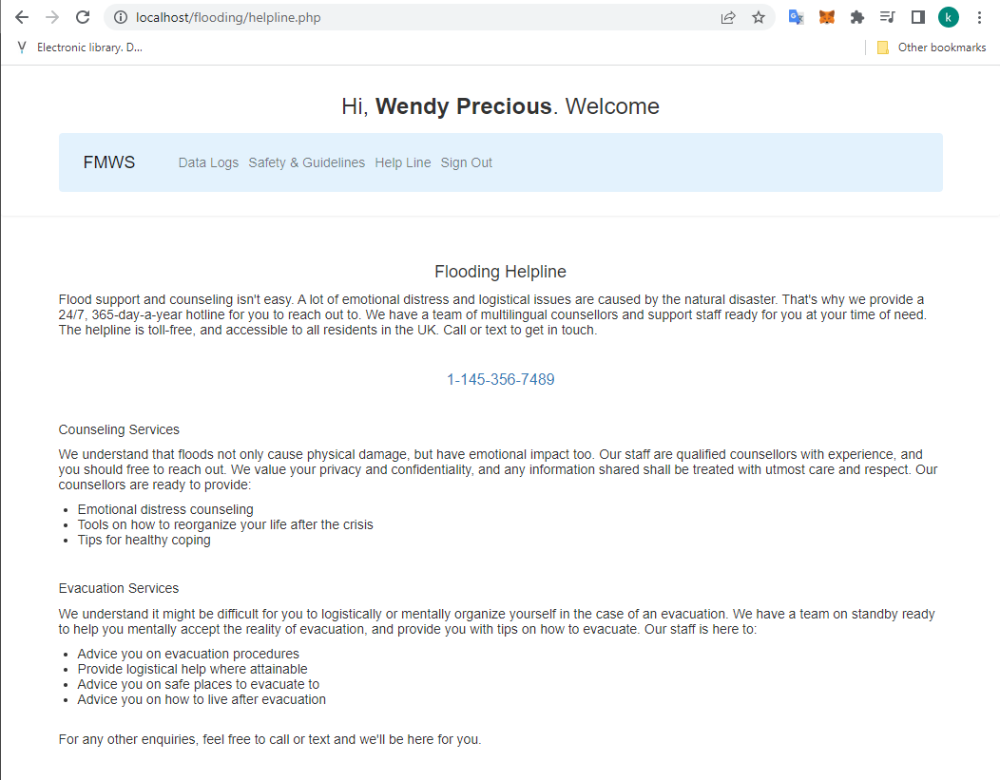 localhost/flooding/helpline.php
k
Electronic library. D...
Other bookmarks
Hi, Wendy Precious. Welcome
FMWS
Data Logs Safety & Guidelines Help Line Sign Out
Flooding Helpline
Flood support and counseling isn't easy. A lot of emotional distress and logistical issues are caused by the natural disaster. That's why we provide a
24/7, 365-day-a-year hotline for you to reach out to. We have a team of multilingual counsellors and support staff ready for you at your time of need.
The helpline is toll-free, and accessible to all residents in the UK. Call or text to get in touch.
1-145-356-7489
Counseling Services
We understand that floods not only cause physical damage, but have emotional impact too. Our staff are qualified counsellors with experience, and
you should free to reach out. We value your privacy and confidentiality, and any information shared shall be treated with utmost care and respect. Our
counsellors are ready to provide:
• Emotional distress counseling
• Tools on how to reorganize your life after the crisis
• Tips for healthy coping
Evacuation Services
We understand it might be difficult for you to logistically or mentally organize yourself in the case of an evacuation. We have a team on standby ready
to help you mentally accept the reality of evacuation, and provide you with tips on how to evacuate. Our staff is here to:
• Advice you on evacuation procedures
• Provide logistical help where attainable
• Advice you on safe places to evacuate to
• Advice you on how to live after evacuation
For any other enquiries, feel free to call or text and we'll be here for you.